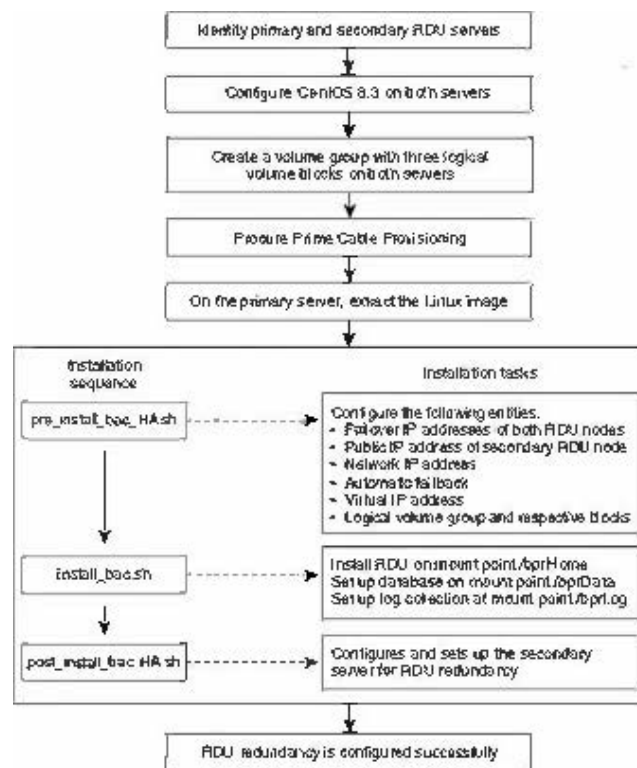 Identity primary and secondary RDU servers
Configure CentOS 6.3 on both servers
Create a volume group with three logical
volume blocks on both servers
Procure Prime Cable Provisioning
On the primary server, extract the Linux image
Installation
sequence
Installation tasks
pre_install_bac_HA.sh
Configure the following entities.
• Failover IP addresses of both RDU nodes
• Public IP address of secondary RDU node
• Network IP address
• Automatic failback
• Virtual IP address
• Logical volume group and respective blocks
install_bac.sh
Install RDU on mount point /bprHome
Set up database on mount point /bprData
Set up log collection at mount point /bprLog
post_install_bac_HA.sh
Configures and sets up the secondary
server for RDU redundancy
RDU redundancy is configured successfully